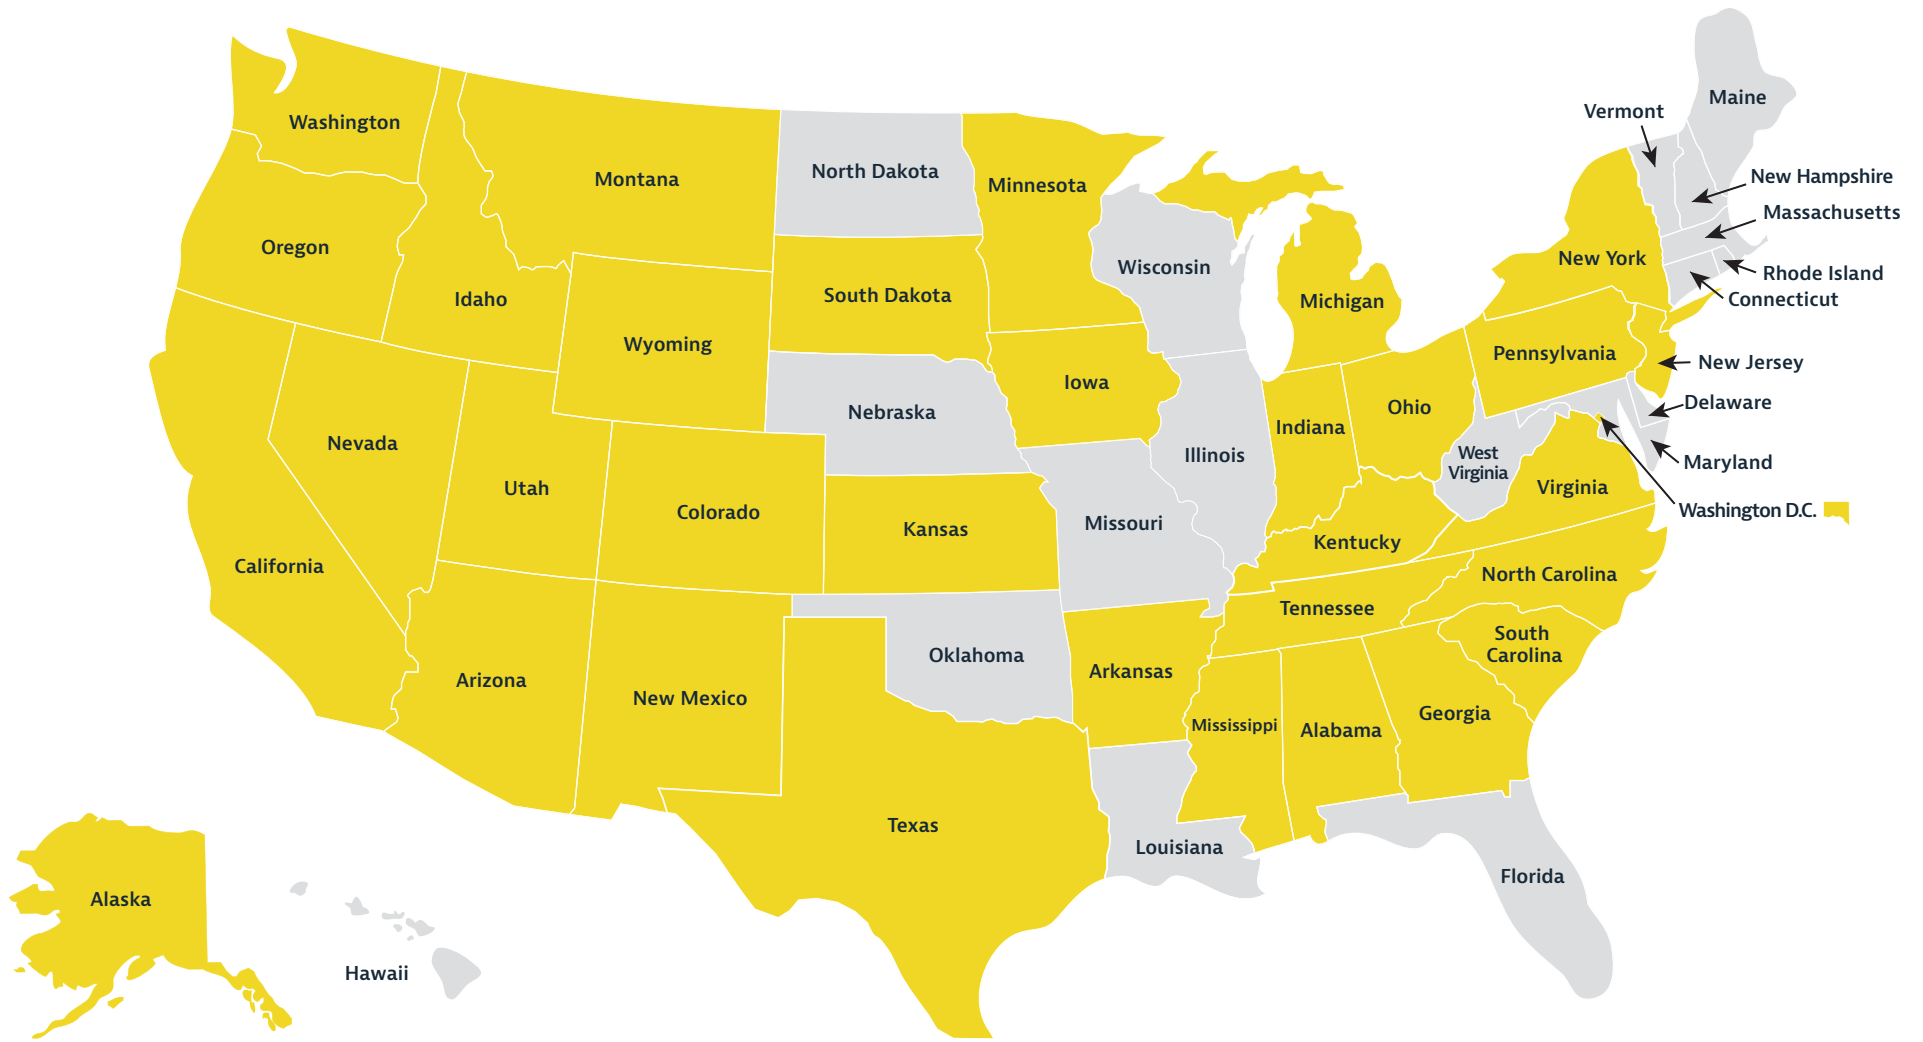 Maine
Vermont
Washington
North Dakota
Montana
New Hampshire
Minnesota
Massachusetts
Oregon
New York
Wisconsin
Rhode Island
South Dakota
Idaho
Connecticut
Michigan
Wyoming
Pennsylvania
New Jersey
Iowa
Delaware
Ohio
Nebraska
Indiana
Nevada
Illinois
West
Virginia
Maryland
Utah
Virginia
Colorado
Washington D.C.
Missouri
Kansas
Kentucky
California
North Carolina
Tennessee
South
Carolina
Oklahoma
Arkansas
Arizona
New Mexico
Georgia
Mississippi
Alabama
Texas
Louisiana
Florida
Alaska
Hawaii